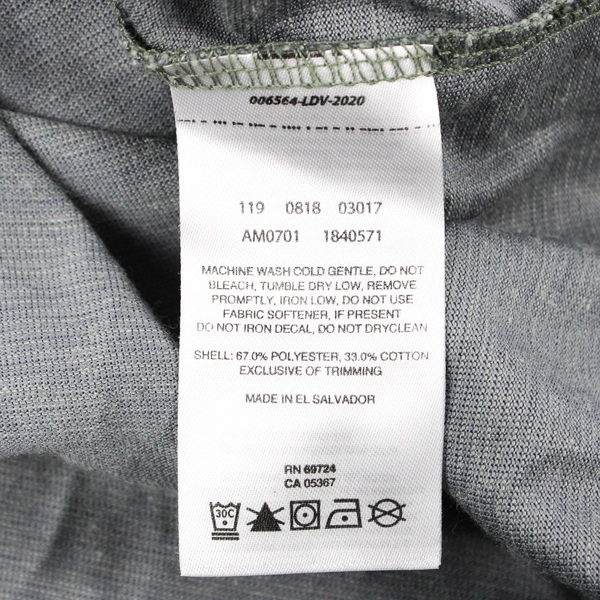 006564-LDV-2020
119 0818 03017
AM0701 1840571
MACHINE WASH COLD GENTLE, DO NOT
BLEACH, TUMBLE DRY LOW, REMOVE
PROMPTLY, IRON LOW, DO NOT USE
FABRIC SOFTENER, IF PRESENT
DO NOT IRON DECAL, DO NOT DRYCLEAN
SHELL: 67.0% POLYESTER, 33.0% COTTON
EXCLUSIVE OF TRIMMING
MADE IN EL SALVADOR
RN 69724
CA 05367
30C